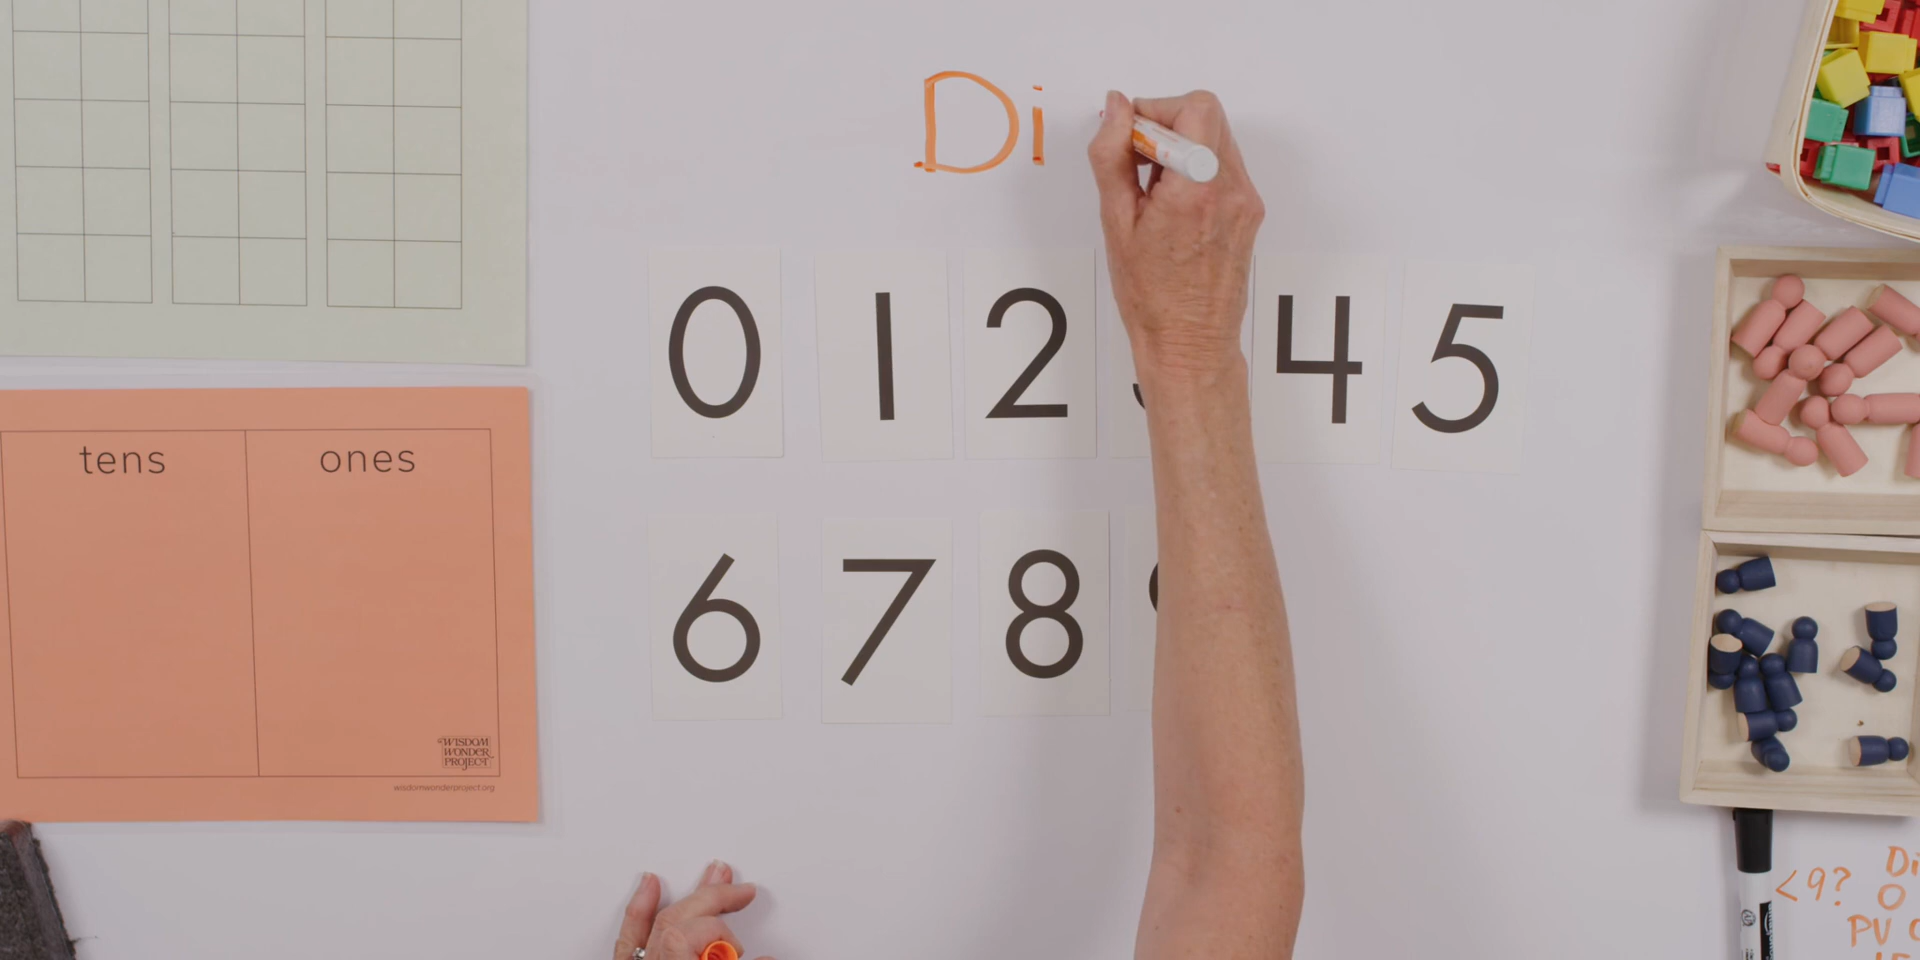 Di
0 1 2 4 5
6 7 8
tens ones
WISDOM
WONDER
PROJECT
wisdomwonderproject.org
<9? Di
0
PV